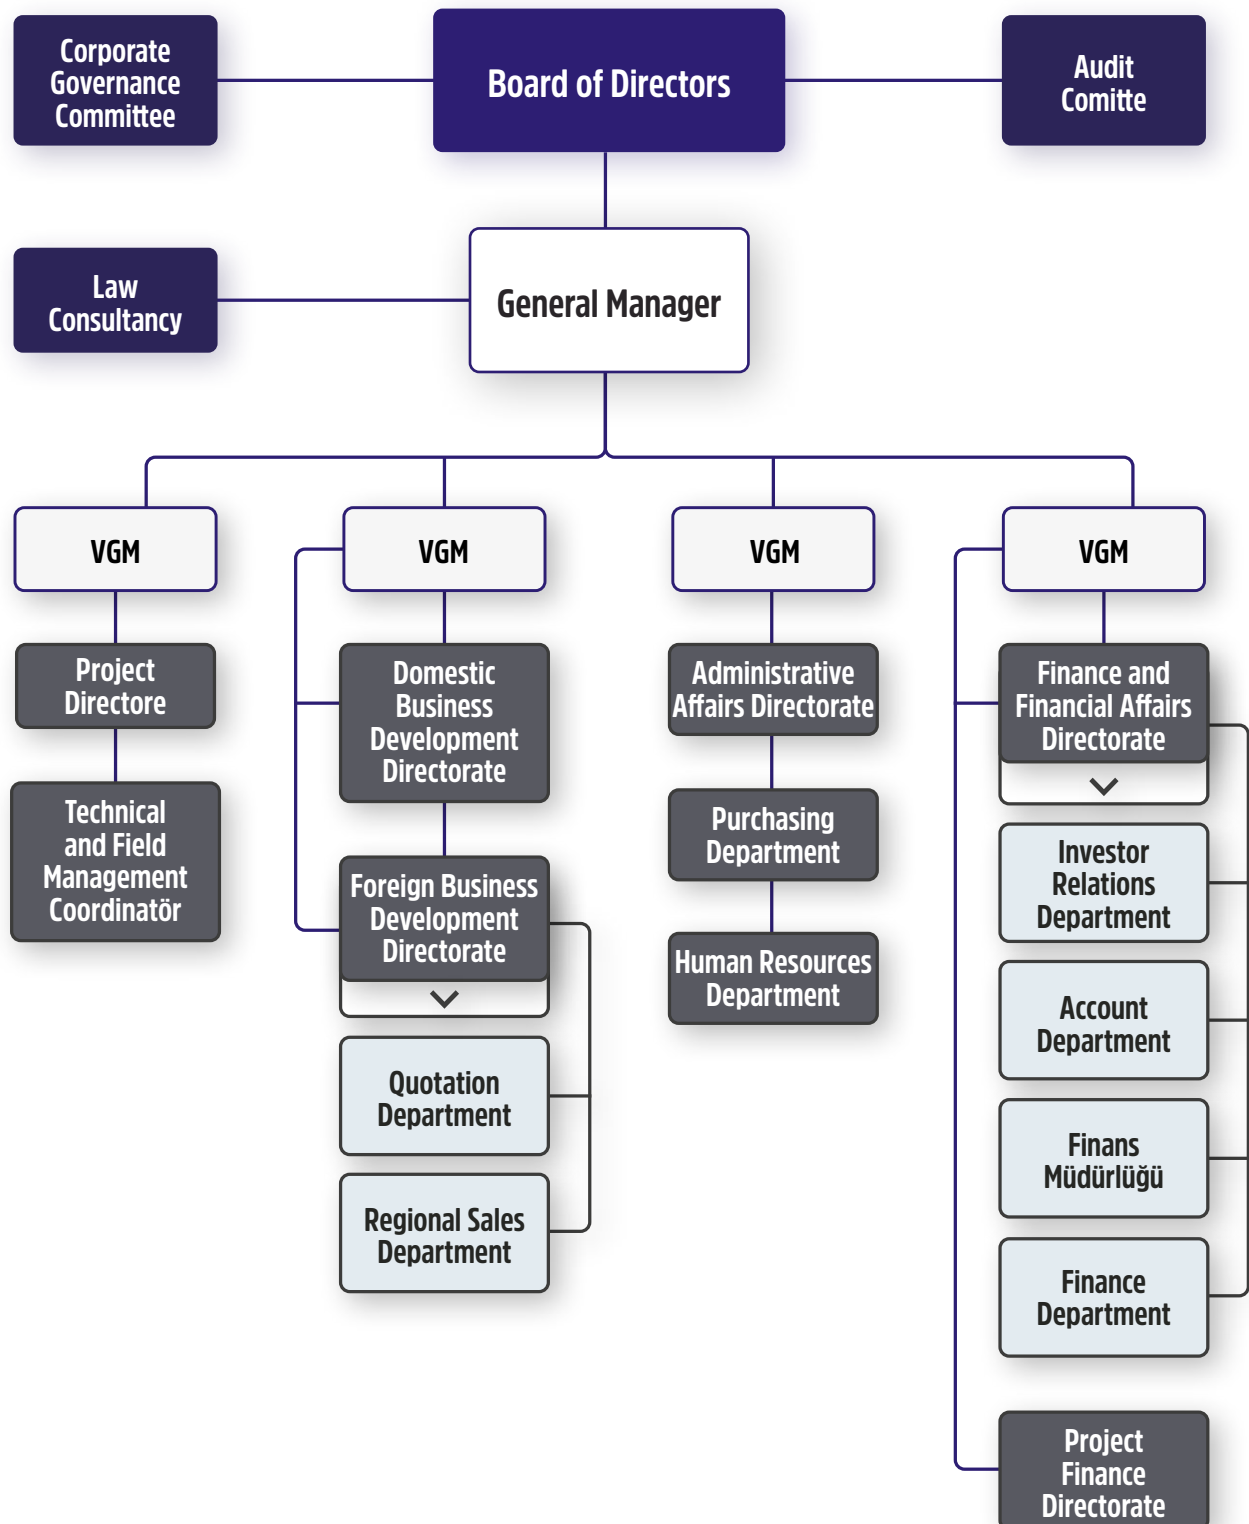 Corporate
Governance
Committee
Board of Directors
Audit
Comitte
Law
Consultancy
General Manager
VGM
VGM
VGM
VGM
Project
Directore
Technical
and Field
Management
Coordinatör
Domestic
Business
Development
Directorate
Foreign Business
Development
Directorate
Quotation
Department
Regional Sales
Department
Administrative
Affairs Directorate
Purchasing
Department
Human Resources
Department
Finance and
Financial Affairs
Directorate
Investor
Relations
Department
Account
Department
Finans
Müdürlüğü
Finance
Department
Project
Finance
Directorate